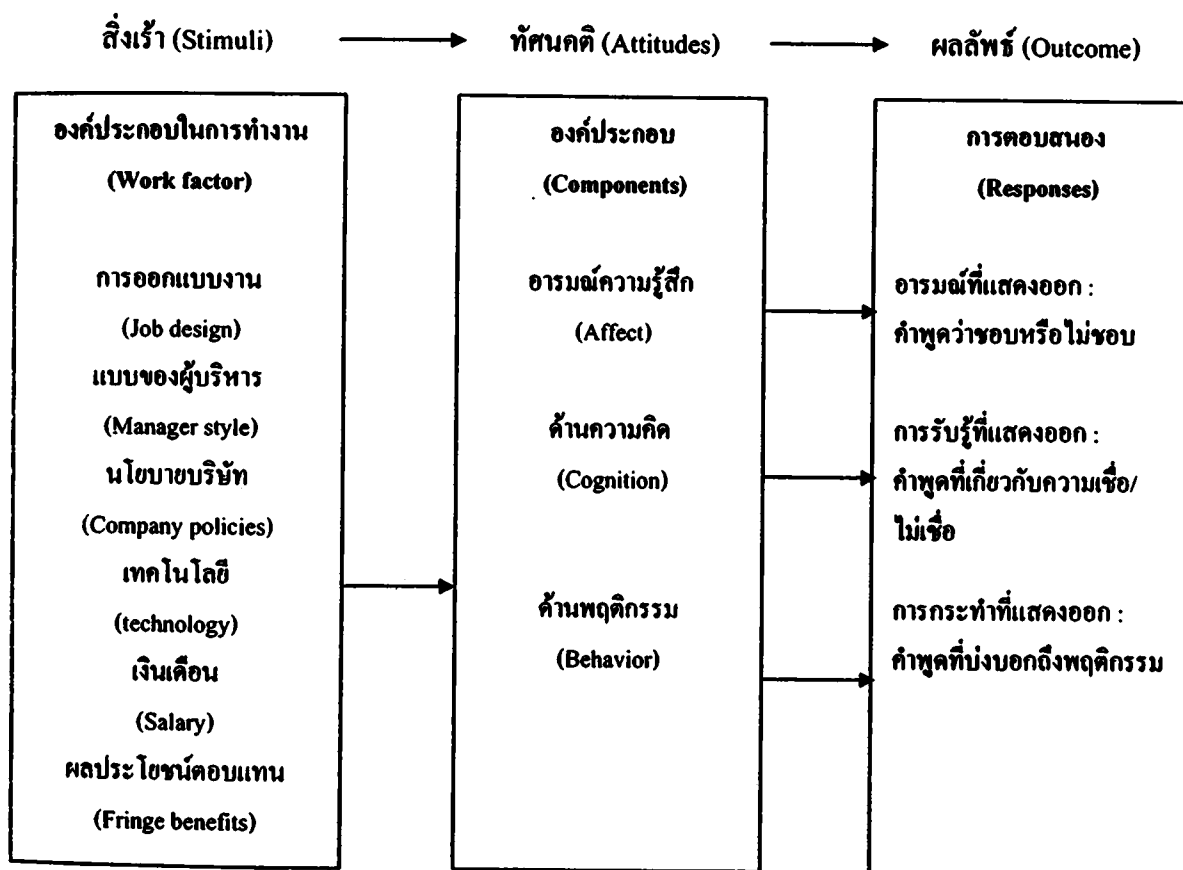 สิ่งเร้า (Stimuli)
ทัศนคติ (Attitudes)
ผลลัพธ์ (Outcome)
องค์ประกอบในการทำงาน
(Work factor)
การออกแบบงาน
(Job design)
แบบของผู้บริหาร
(Manager style)
นโยบายบริษัท
(Company policies)
เทคโนโลยี
(technology)
เงินเดือน
(Salary)
ผลประโยชน์ตอบแทน
(Fringe benefits)
องค์ประกอบ
(Components)
อารมณ์ความรู้สึก
(Affect)
ด้านความคิด
(Cognition)
ด้านพฤติกรรม
(Behavior)
การตอบสนอง
(Responses)
อารมณ์ที่แสดงออก :
คำพูดว่าชอบหรือไม่ชอบ
การรับรู้ที่แสดงออก :
คำพูดที่เกี่ยวกับความเชื่อ/
ไม่เชื่อ
การกระทำที่แสดงออก :
คำพูดที่บ่งบอกถึงพฤติกรรม